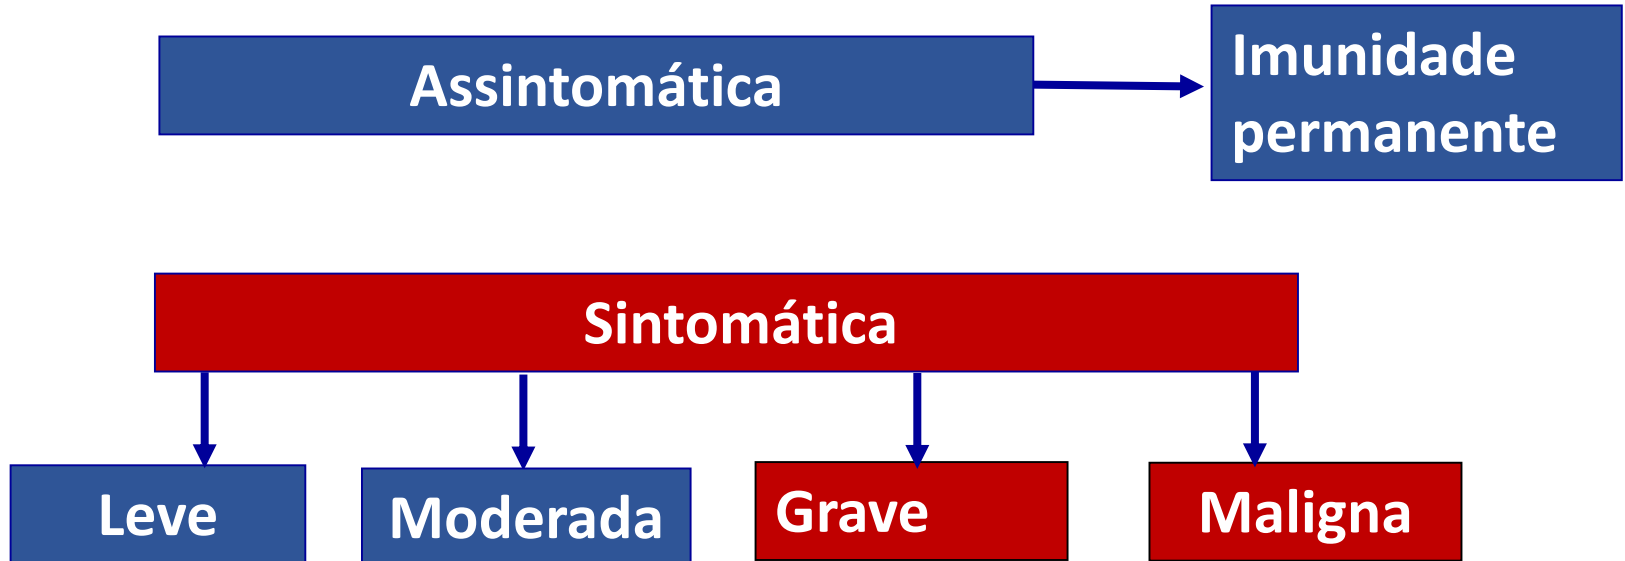 Assintomática
Imunidade
permanente
Sintomática
Leve
Moderada
Grave
Maligna